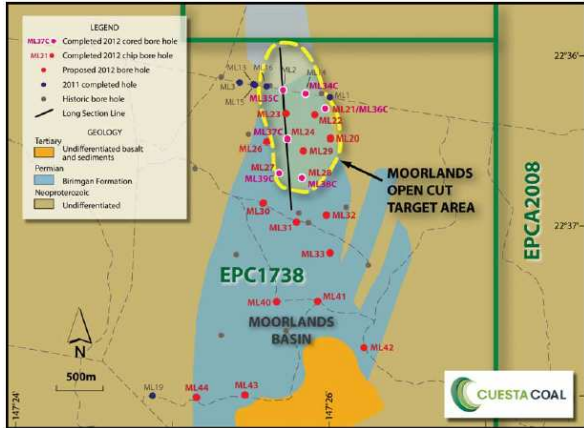 LEGEND
ML37C Completed 2012 cored bore hole
ML21 Completed 2012 chip bore hole
Proposed 2012 bore hole
2011 completed hole
Historic bore hole
Long Section Line
GEOLOGY
Tertiary
Undifferentiated basalt
and sediments
Permian
Birimgan Formation
Neoproterozoic
Undifferentiated
22°36'
ML13
ML16
ML2
ML14
ML3
ML34C
ML15
ML35C
ML1
ML21/ML36C
ML23
ML22
ML37C
ML24
ML20
ML26
ML29
ML27
ML28
ML39C
ML38C
MOORLANDS
OPEN CUT
TARGET AREA
EPCA2008
ML30
ML32
ML31
22°37'
ML33
EPC1738
ML40
ML41
MOORLANDS
BASIN
ML42
N
500m
ML19
ML44
ML43
CUESTA COAL
147°24'
147°26'